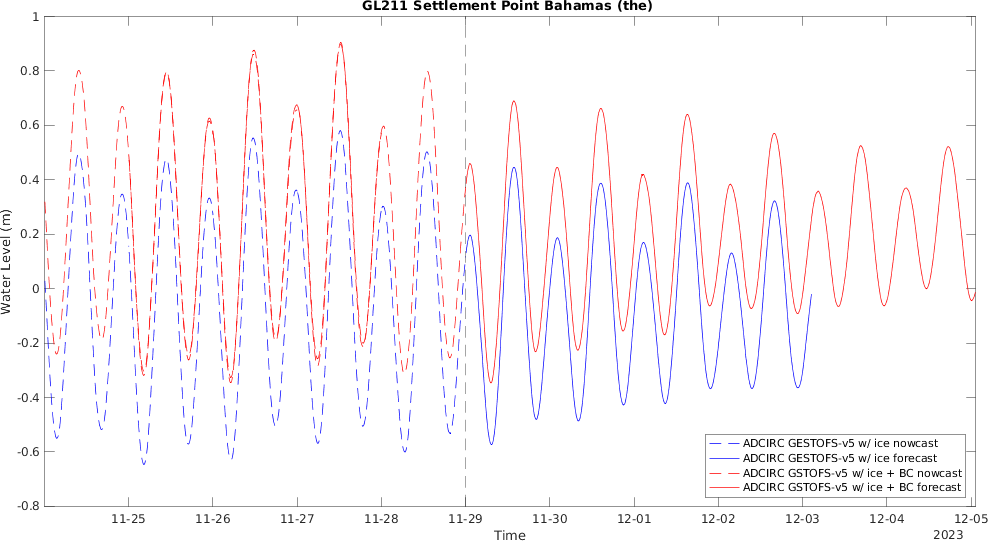 GL211 Settlement Point Bahamas (the)
1
0.8
0.6
0.4
0.2
0
-0.2
-0.4
-0.6
-0.8
Water Level (m)
ADCIRC GESTOFS-v5 w/ ice nowcast
ADCIRC GESTOFS-v5 w/ ice forecast
ADCIRC GSTOFS-v5 w/ ice + BC nowcast
ADCIRC GSTOFS-v5 w/ ice + BC forecast
11-25 11-26 11-27 11-28 11-29 11-30 12-01 12-02 12-03 12-04 12-05
Time
2023